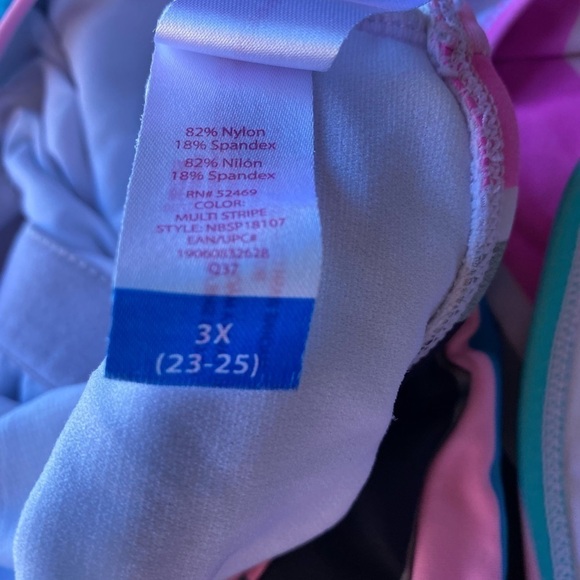 82% Nylon
18% Spandex
82% Nilón
18% Spandex
RN# 52469
COLOR:
MULTI STRIPE
STYLE: NBSP18107
EAN/UPC#
19060832628
Q37
3X
(23-25)